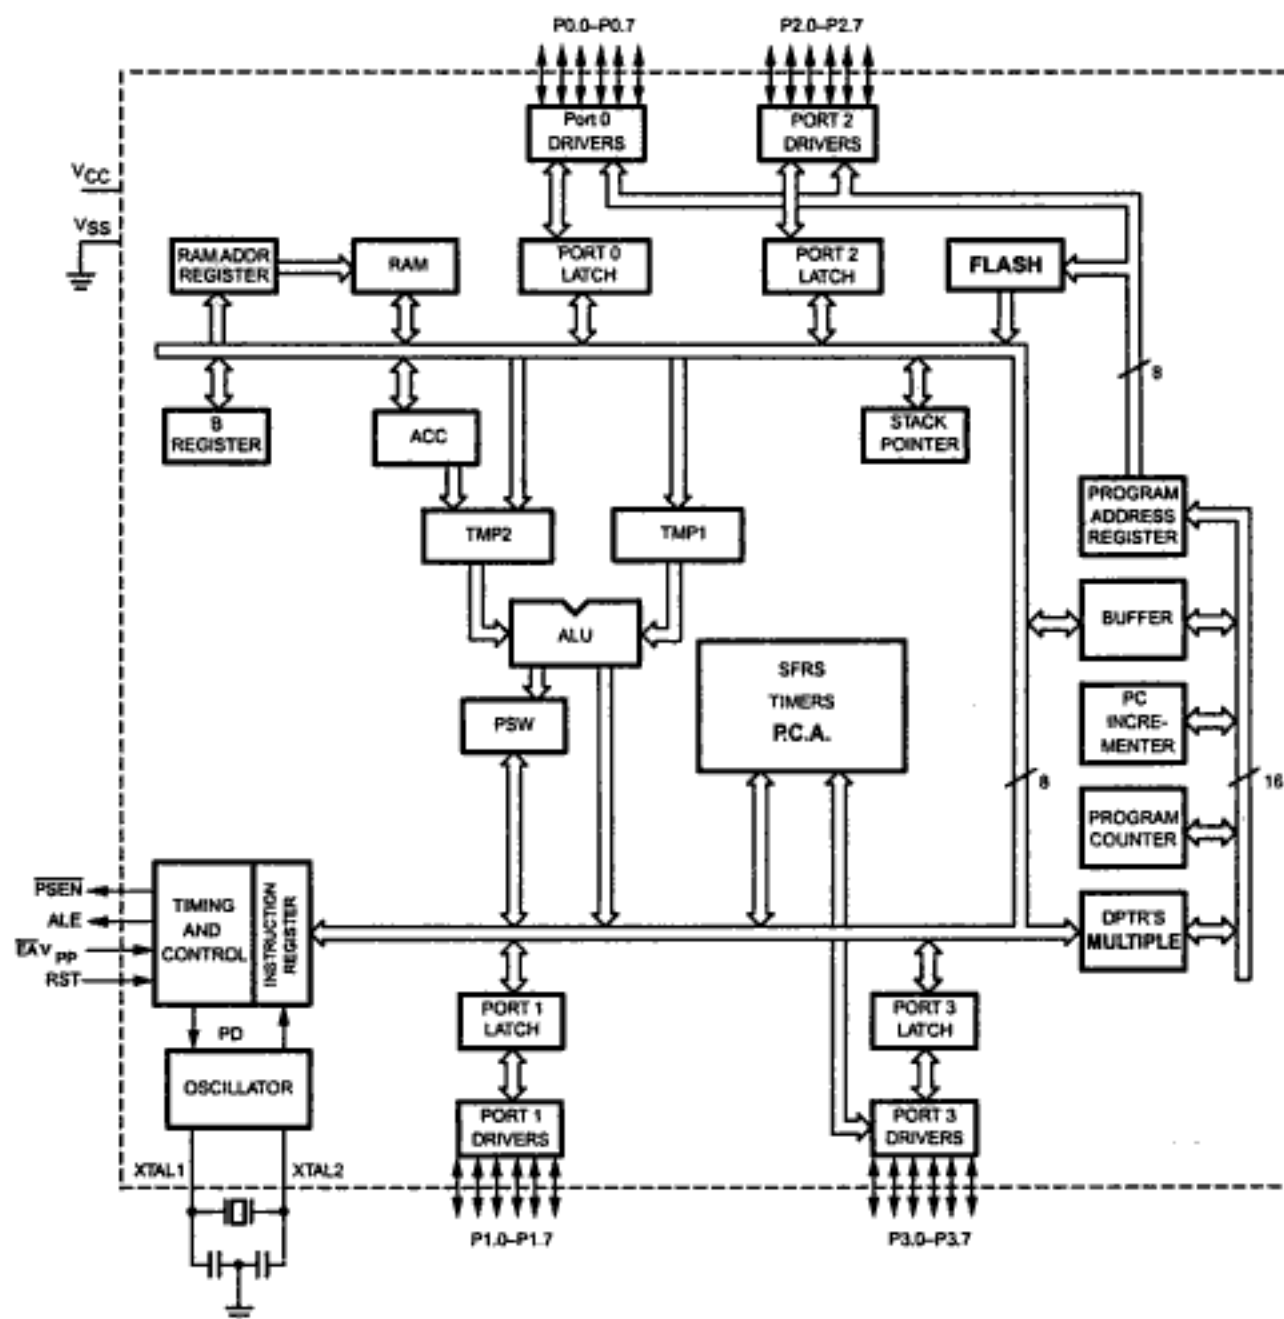 P0.0–P0.7
P2.0–P2.7
Port 0
DRIVERS
PORT 2
DRIVERS
VCC
VSS
RAM ADDR
REGISTER
RAM
PORT 0
LATCH
PORT 2
LATCH
FLASH
8
B
REGISTER
ACC
STACK
POINTER
PROGRAM
ADDRESS
REGISTER
TMP2
TMP1
ALU
BUFFER
SFRS
TIMERS
P.C.A.
PSW
PC
INCRE-
MENTER
8
16
PROGRAM
COUNTER
PSEN
ALE
EAVPP
RST
TIMING
AND
CONTROL
INSTRUCTION
REGISTER
DPTR'S
MULTIPLE
PORT 1
LATCH
PORT 3
LATCH
PD
OSCILLATOR
PORT 1
DRIVERS
PORT 3
DRIVERS
XTAL1
XTAL2
P1.0–P1.7
P3.0–P3.7